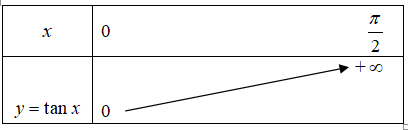 x 0 π/2
+∞
y = tan x 0